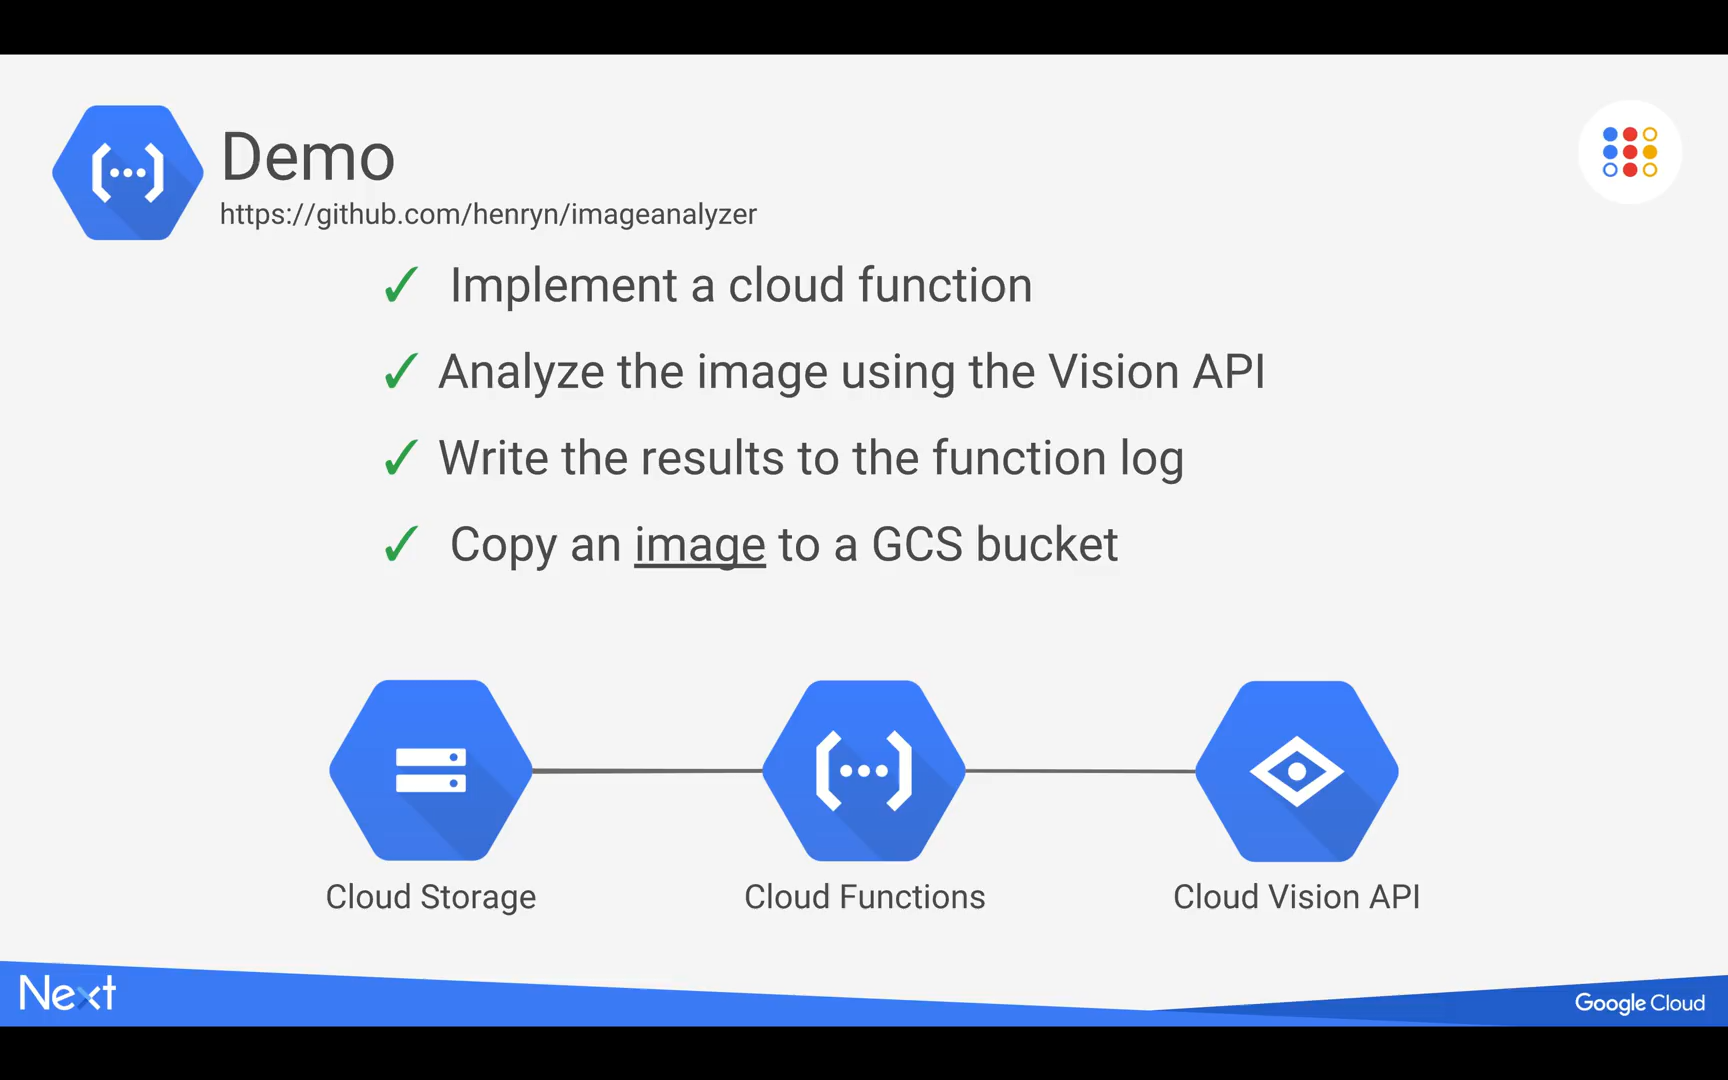 Demo
https://github.com/henryn/imageanalyzer
✓ Implement a cloud function
✓ Analyze the image using the Vision API
✓ Write the results to the function log
✓ Copy an image to a GCS bucket
Cloud Storage
Cloud Functions
Cloud Vision API
Next
Google Cloud